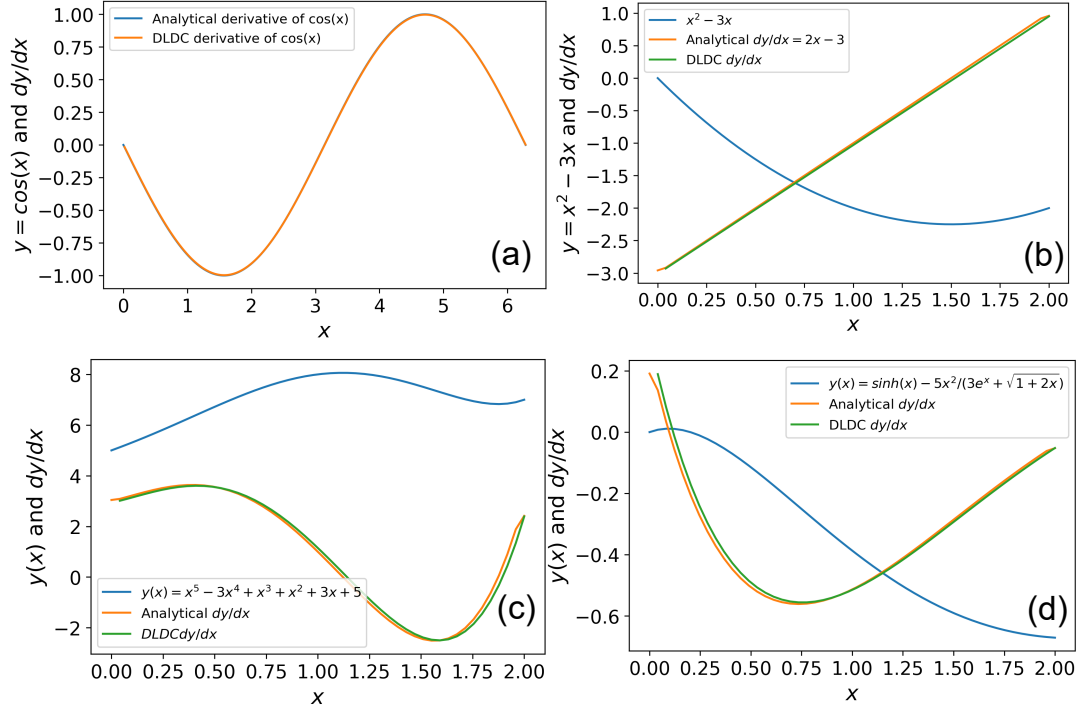 Analytical derivative of cos(x)
DLDC derivative of cos(x)
1.00
0.75
0.50
0.25
0.00
−0.25
−0.50
−0.75
−1.00
y = cos(x) and dy/dx
(a)
0 1 2 3 4 5 6
x
x² − 3x
Analytical dy/dx = 2x − 3
DLDC dy/dx
1.0
0.5
0.0
−0.5
−1.0
−1.5
−2.0
−2.5
−3.0
y = x² − 3x and dy/dx
(b)
0.00 0.25 0.50 0.75 1.00 1.25 1.50 1.75 2.00
x
8
6
4
2
0
−2
y(x) and dy/dx
y(x) = x⁵ − 3x⁴ + x³ + x² + 3x + 5
Analytical dy/dx
DLDCdy/dx
(c)
0.00 0.25 0.50 0.75 1.00 1.25 1.50 1.75 2.00
x
y(x) = sinh(x) − 5x²/(3eˣ + √1 + 2x)
Analytical dy/dx
DLDC dy/dx
0.2
0.0
−0.2
−0.4
−0.6
y(x) and dy/dx
(d)
0.00 0.25 0.50 0.75 1.00 1.25 1.50 1.75 2.00
x